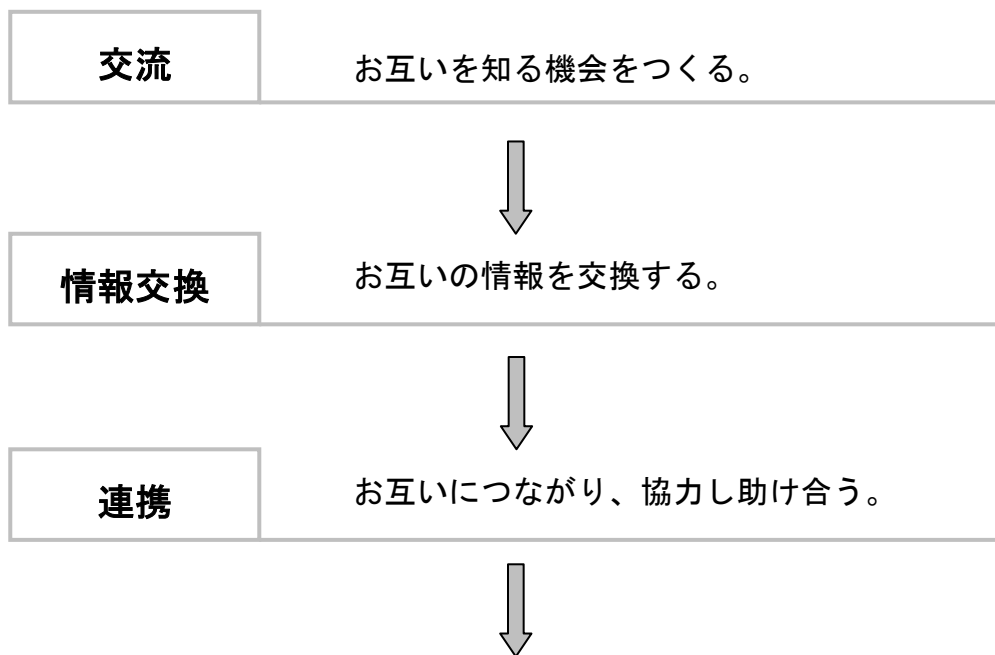 交流
お互いを知る機会をつくる。
情報交換
お互いの情報を交換する。
連携
お互いにつながり、協力し助け合う。